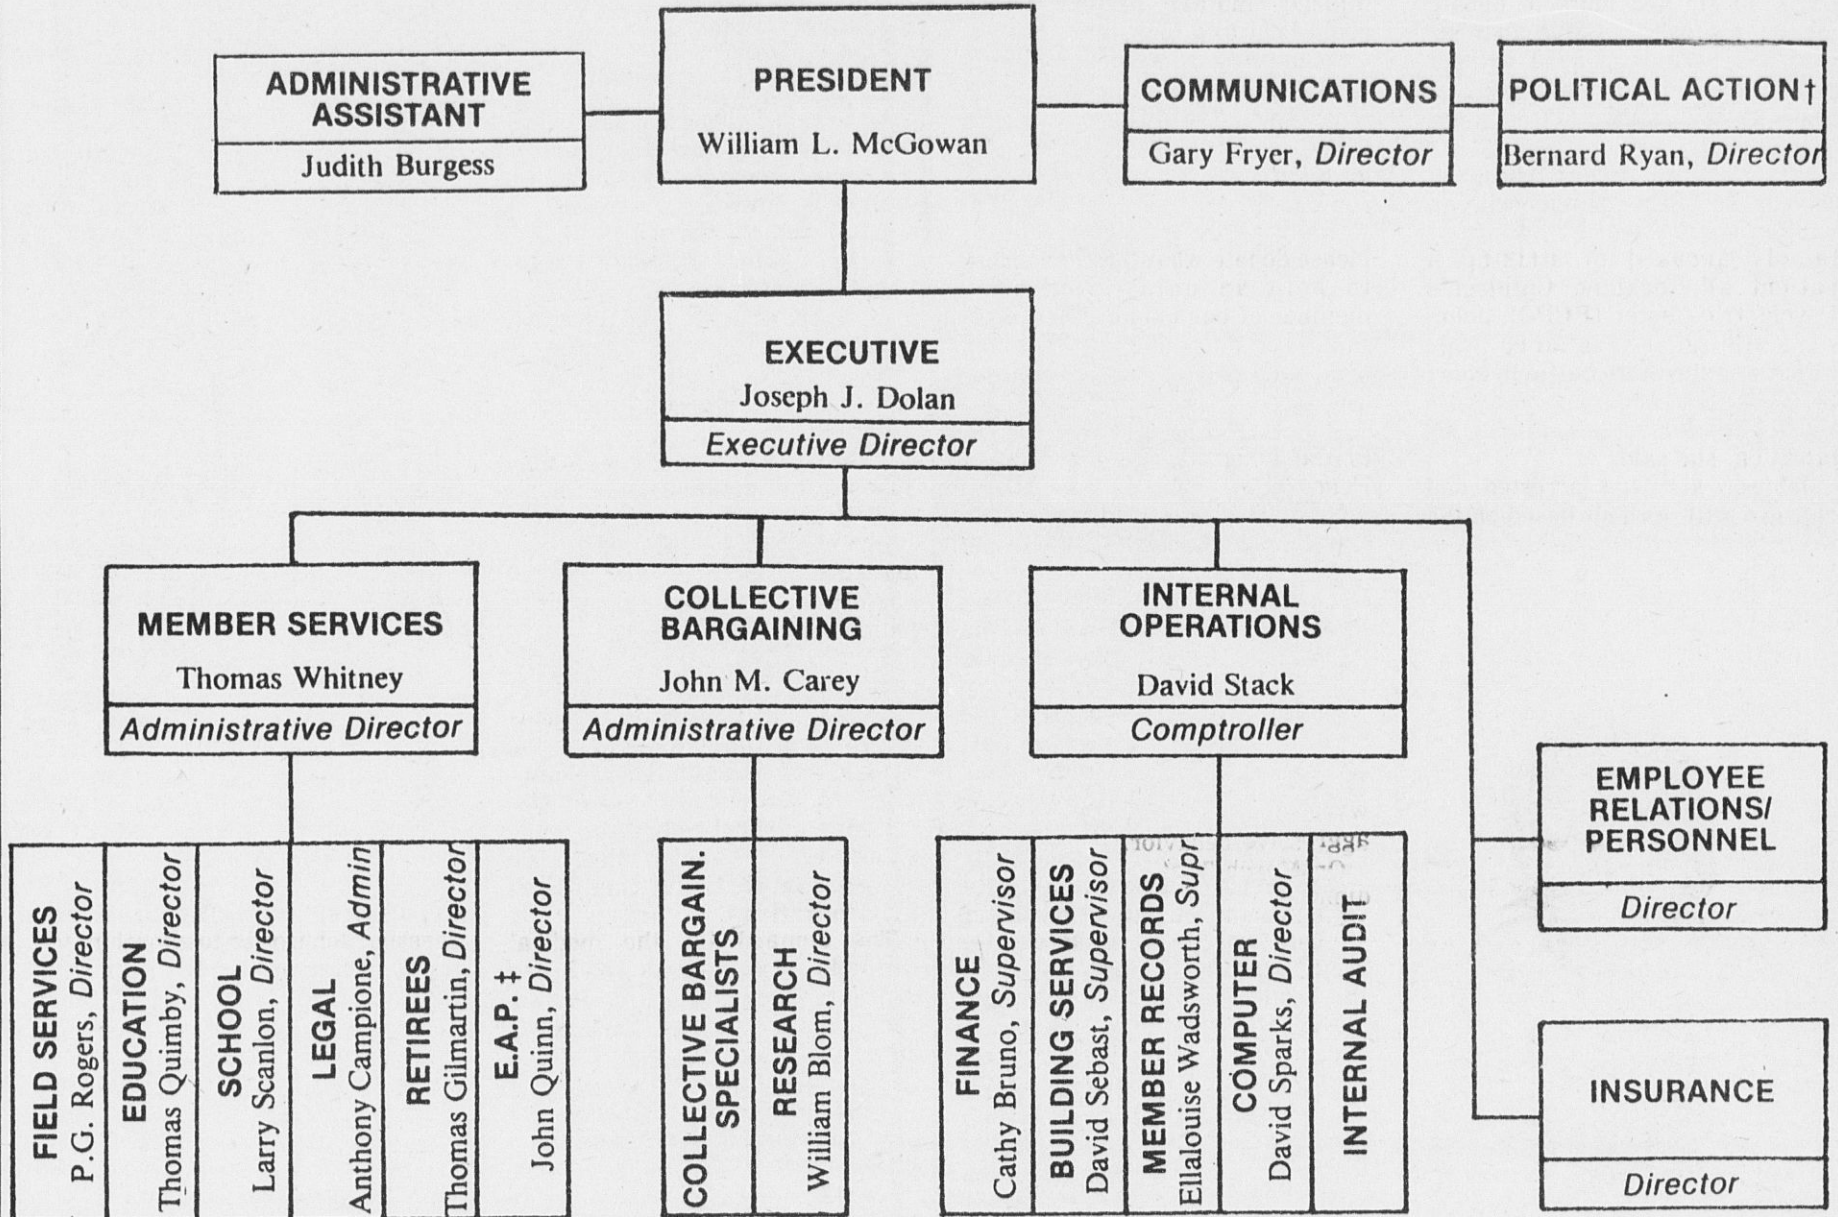 ADMINISTRATIVE
ASSISTANT
Judith Burgess
PRESIDENT
William L. McGowan
COMMUNICATIONS
Gary Fryer, Director
POLITICAL ACTION†
Bernard Ryan, Director
EXECUTIVE
Joseph J. Dolan
Executive Director
MEMBER SERVICES
Thomas Whitney
Administrative Director
COLLECTIVE
BARGAINING
John M. Carey
Administrative Director
INTERNAL
OPERATIONS
David Stack
Comptroller
EMPLOYEE
RELATIONS/
PERSONNEL
Director
INSURANCE
Director
FIELD SERVICES
P.G. Rogers, Director
EDUCATION
Thomas Quimby, Director
SCHOOL
Larry Scanlon, Director
LEGAL
Anthony Campione, Admin
RETIREES
Thomas Gilmartin, Director
E.A.P. ‡
John Quinn, Director
COLLECTIVE BARGAIN.
SPECIALISTS
RESEARCH
William Blom, Director
FINANCE
Cathy Bruno, Supervisor
BUILDING SERVICES
David Sebast, Supervisor
MEMBER RECORDS
Ellalouise Wadsworth, Supr
COMPUTER
David Sparks, Director
INTERNAL AUDIT